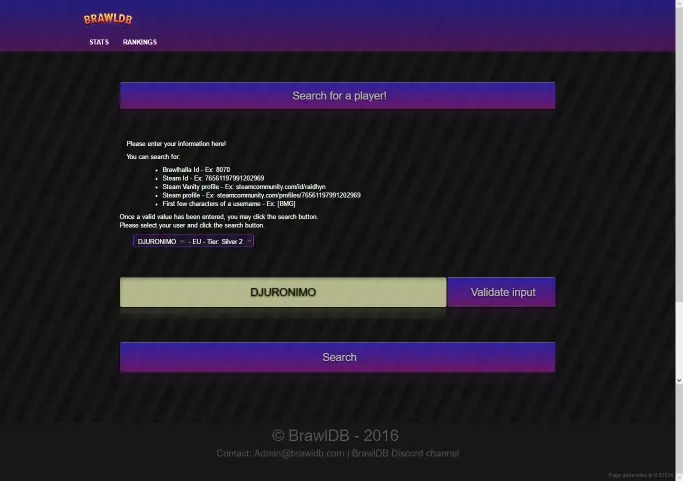 BRAWLDB
STATS RANKINGS
Search for a player!
Please enter your information here!
You can search for:
Brawlhalla Id - Ex: 8070
Steam Id - Ex: 76561197991202969
Steam Vanity profile - Ex: steamcommunity.com/id/raidhyn
Steam profile - Ex: steamcommunity.com/profiles/76561197991202969
First few characters of a username - Ex: [BMG]
Once a valid value has been entered, you may click the search button.
Please select your user and click the search button.
DJURONIMO - EU - Tier: Silver 2
DJURONIMO Validate input
Search
© BrawlDB - 2016
Contact: Admin@brawldb.com | BrawlDB Discord channel
Page generated in